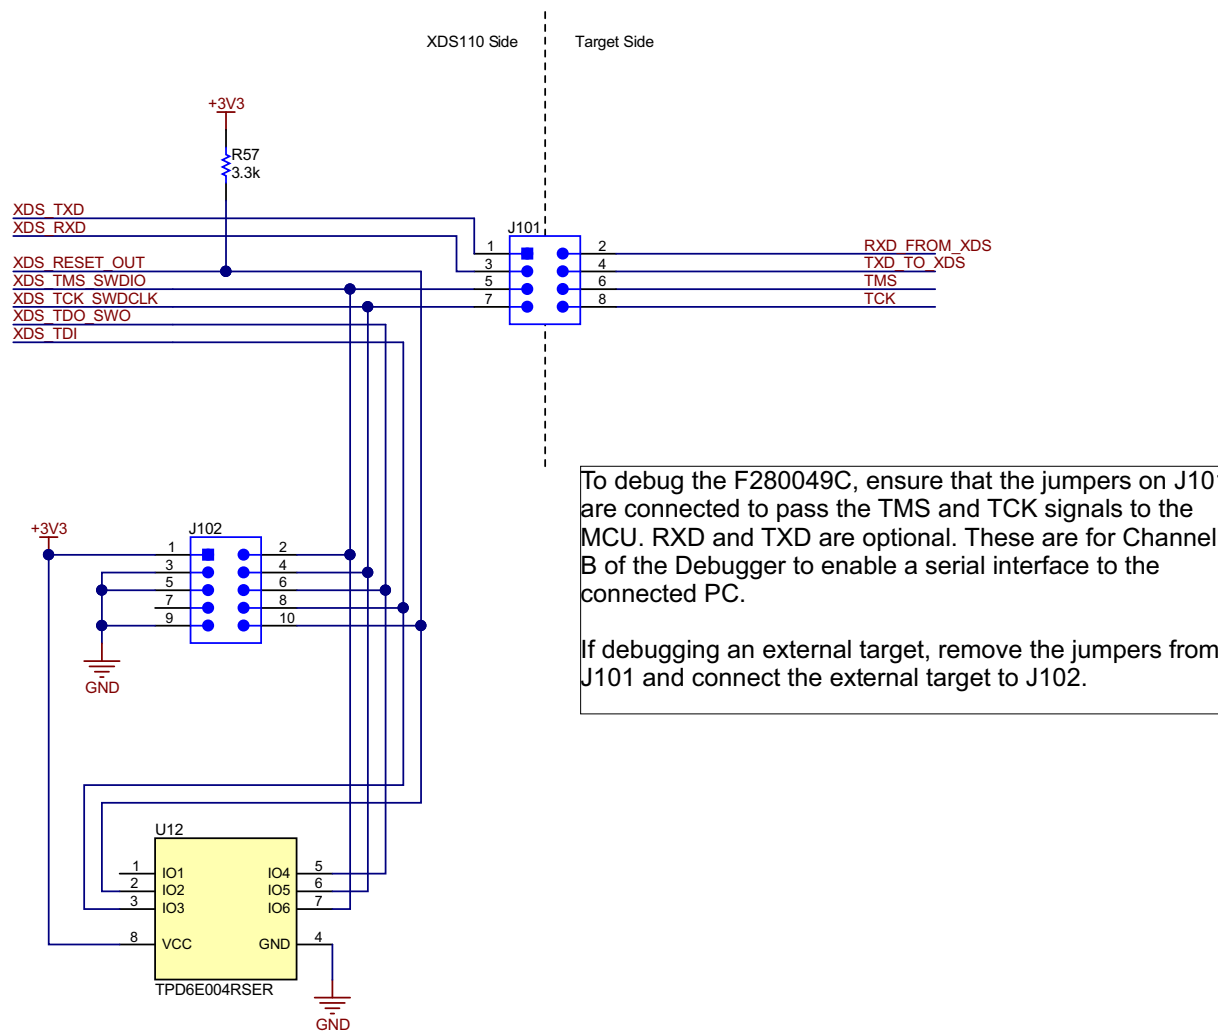 XDS110 Side
Target Side
+3V3
R57
3.3k
XDS_TXD
XDS_RXD
XDS_RESET_OUT
XDS_TMS_SWDIO
XDS_TCK_SWDCLK
XDS_TDO_SWO
XDS_TDI
J101
1 2
3 4
5 6
7 8
RXD_FROM_XDS
TXD_TO_XDS
TMS
TCK
To debug the F280049C, ensure that the jumpers on J101
are connected to pass the TMS and TCK signals to the
MCU. RXD and TXD are optional. These are for Channel
B of the Debugger to enable a serial interface to the
connected PC.
If debugging an external target, remove the jumpers from
J101 and connect the external target to J102.
+3V3
J102
1 2
3 4
5 6
7 8
9 10
GND
U12
1 IO1 IO4 5
2 IO2 IO5 6
3 IO3 IO6 7
8 VCC GND 4
TPD6E004RSER
GND